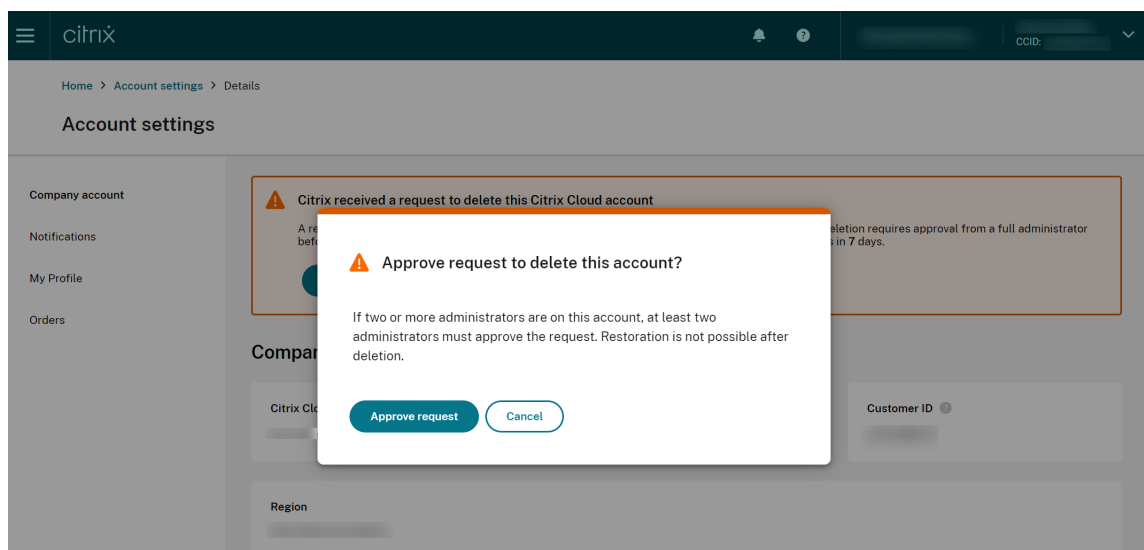 citrix
CCID:
Home > Account settings > Details
Account settings
Company account
Notifications
My Profile
Orders
Citrix received a request to delete this Citrix Cloud account
A re
eletion requires approval from a full administrator
befo
s in 7 days.
Approve request to delete this account?
If two or more administrators are on this account, at least two
administrators must approve the request. Restoration is not possible after
deletion.
Approve request
Cancel
Compan
Citrix Clo
Customer ID
Region